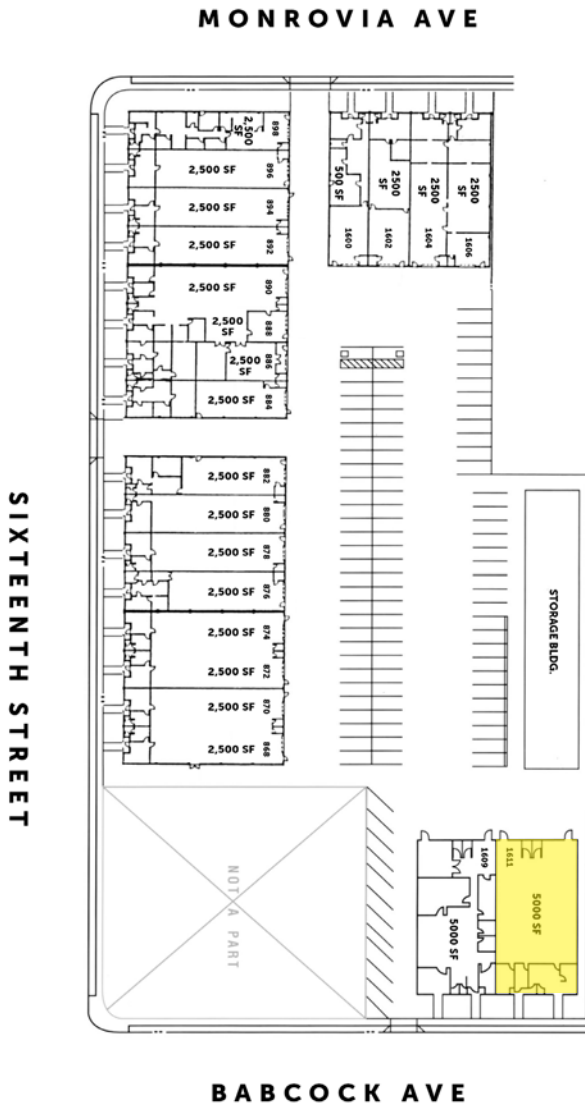 MONROVIA AVE
2,500
SF
898
2,500 SF
896
2,500 SF
894
2,500 SF
892
2,500 SF
890
2,500
SF
888
2,500
SF
886
2,500 SF
884
500 SF
1600
2500
SF
1602
2500
SF
1604
2500
SF
1606
2,500 SF
882
2,500 SF
880
2,500 SF
878
2,500 SF
876
2,500 SF
874
2,500 SF
872
2,500 SF
870
2,500 SF
868
SIXTEENTH STREET
STORAGE BLDG.
NOT A PART
1609
5000 SF
1611
5000 SF
BABCOCK AVE